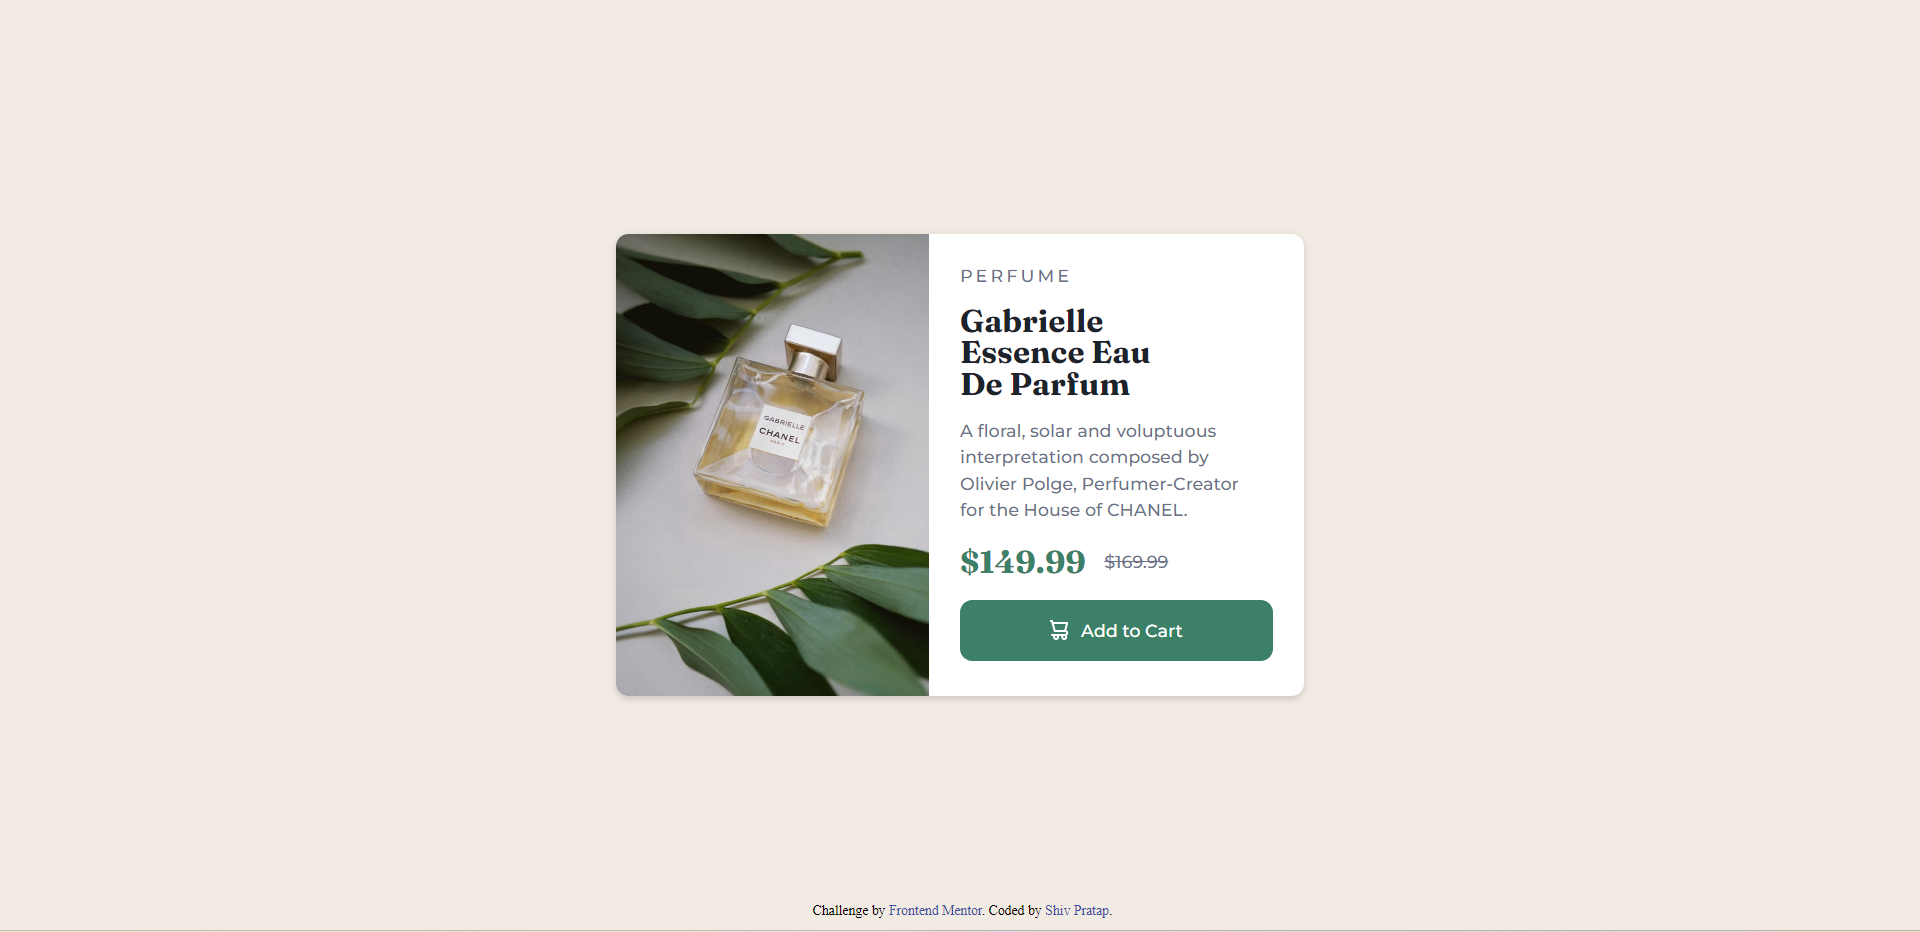 PERFUME
Gabrielle
Essence Eau
De Parfum
A floral, solar and voluptuous
interpretation composed by
Olivier Polge, Perfumer-Creator
for the House of CHANEL.
$149.99 $169.99
Add to Cart
GABRIELLE
CHANEL
PARIS
Challenge by Frontend Mentor. Coded by Shiv Pratap.